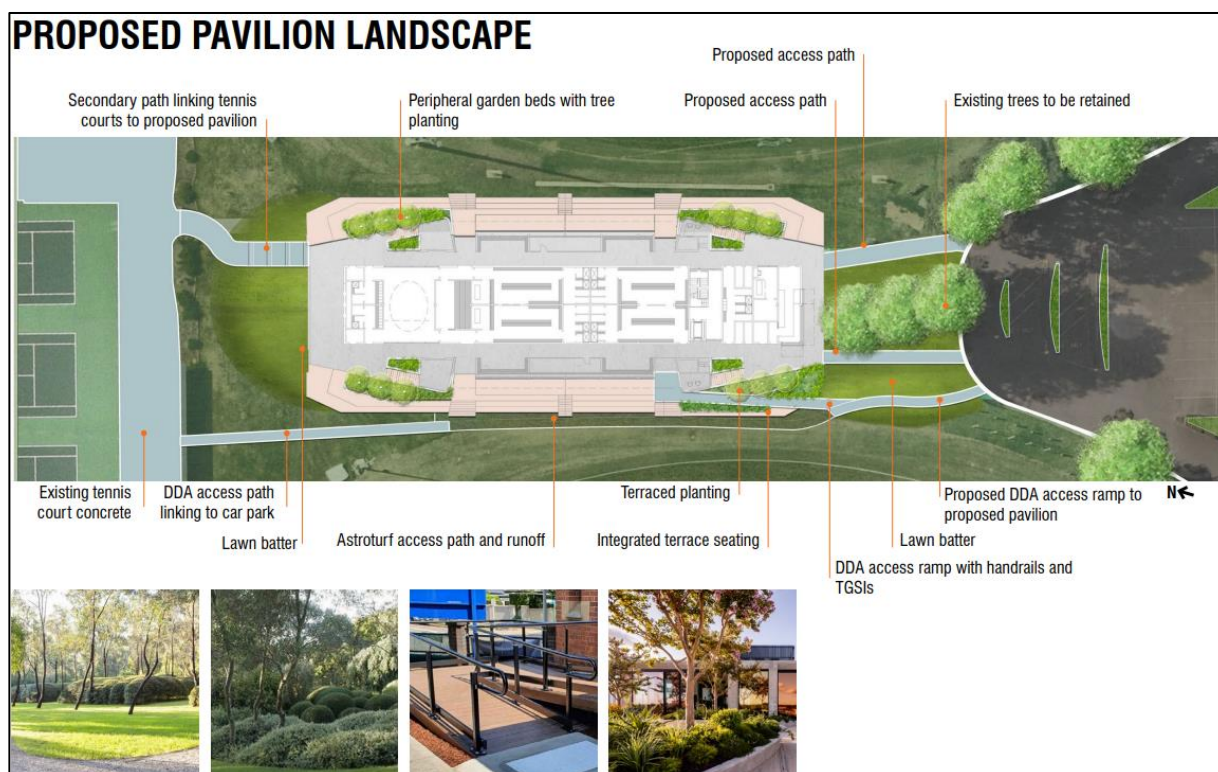 PROPOSED PAVILION LANDSCAPE
Proposed access path
Secondary path linking tennis
courts to proposed pavilion
Peripheral garden beds with tree
planting
Proposed access path
Existing trees to be retained
Existing tennis
court concrete
DDA access path
linking to car park
Lawn batter
Astroturf access path and runoff
Terraced planting
Integrated terrace seating
Proposed DDA access ramp to
proposed pavilion
Lawn batter
DDA access ramp with handrails and
TGSIs
N